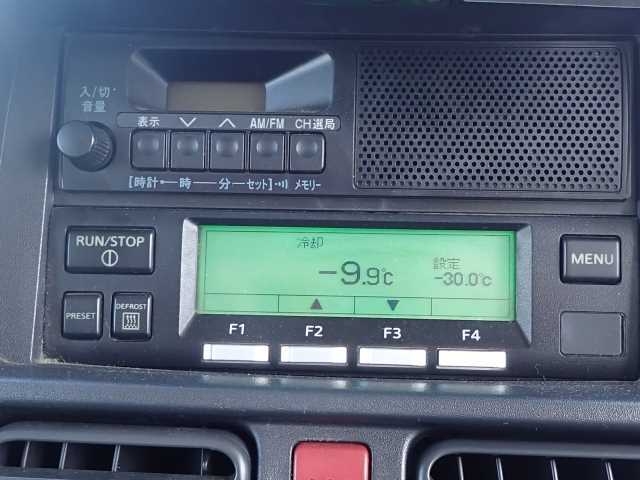 入/切
音量
表示 ∨ ∧ AM/FM CH選局
[時計•時 分 セット] メモリー
RUN/STOP
冷却
-9.9℃
設定
-30.0℃
MENU
PRESET
DEFROST
▲ ▼
F1 F2 F3 F4